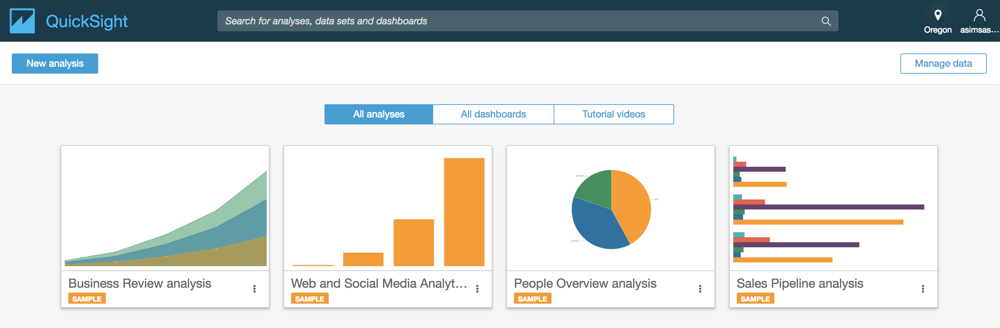 QuickSight
Search for analyses, data sets and dashboards
Oregon
asimsas...
New analysis
Manage data
All analyses
All dashboards
Tutorial videos
Business Review analysis
SAMPLE
Web and Social Media Analyt...
SAMPLE
People Overview analysis
SAMPLE
Sales Pipeline analysis
SAMPLE